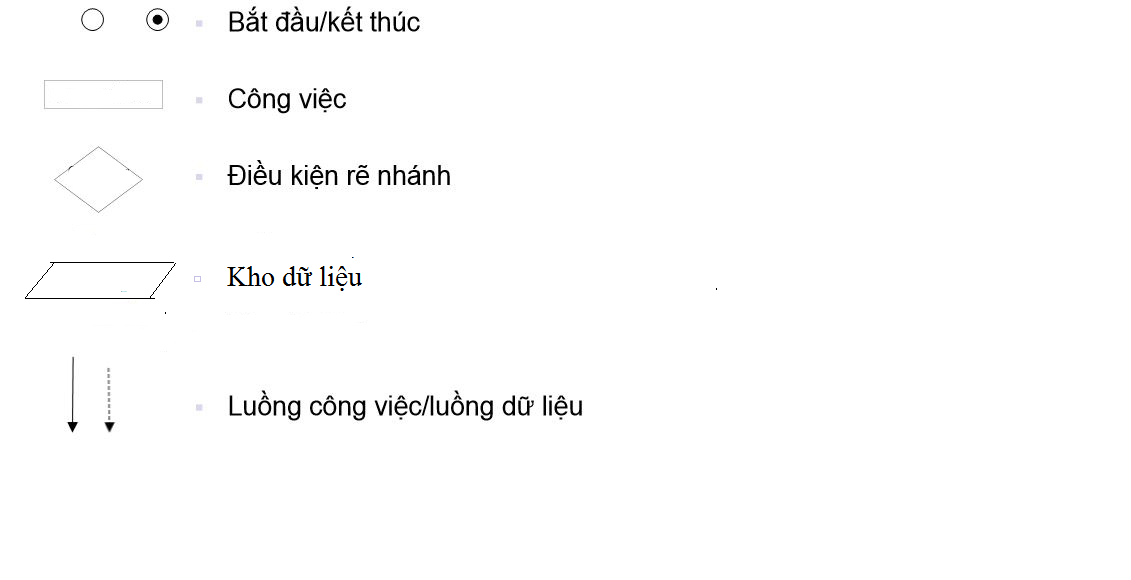 Bắt đầu/kết thúc
Công việc
Điều kiện rẽ nhánh
Kho dữ liệu
Luồng công việc/luồng dữ liệu